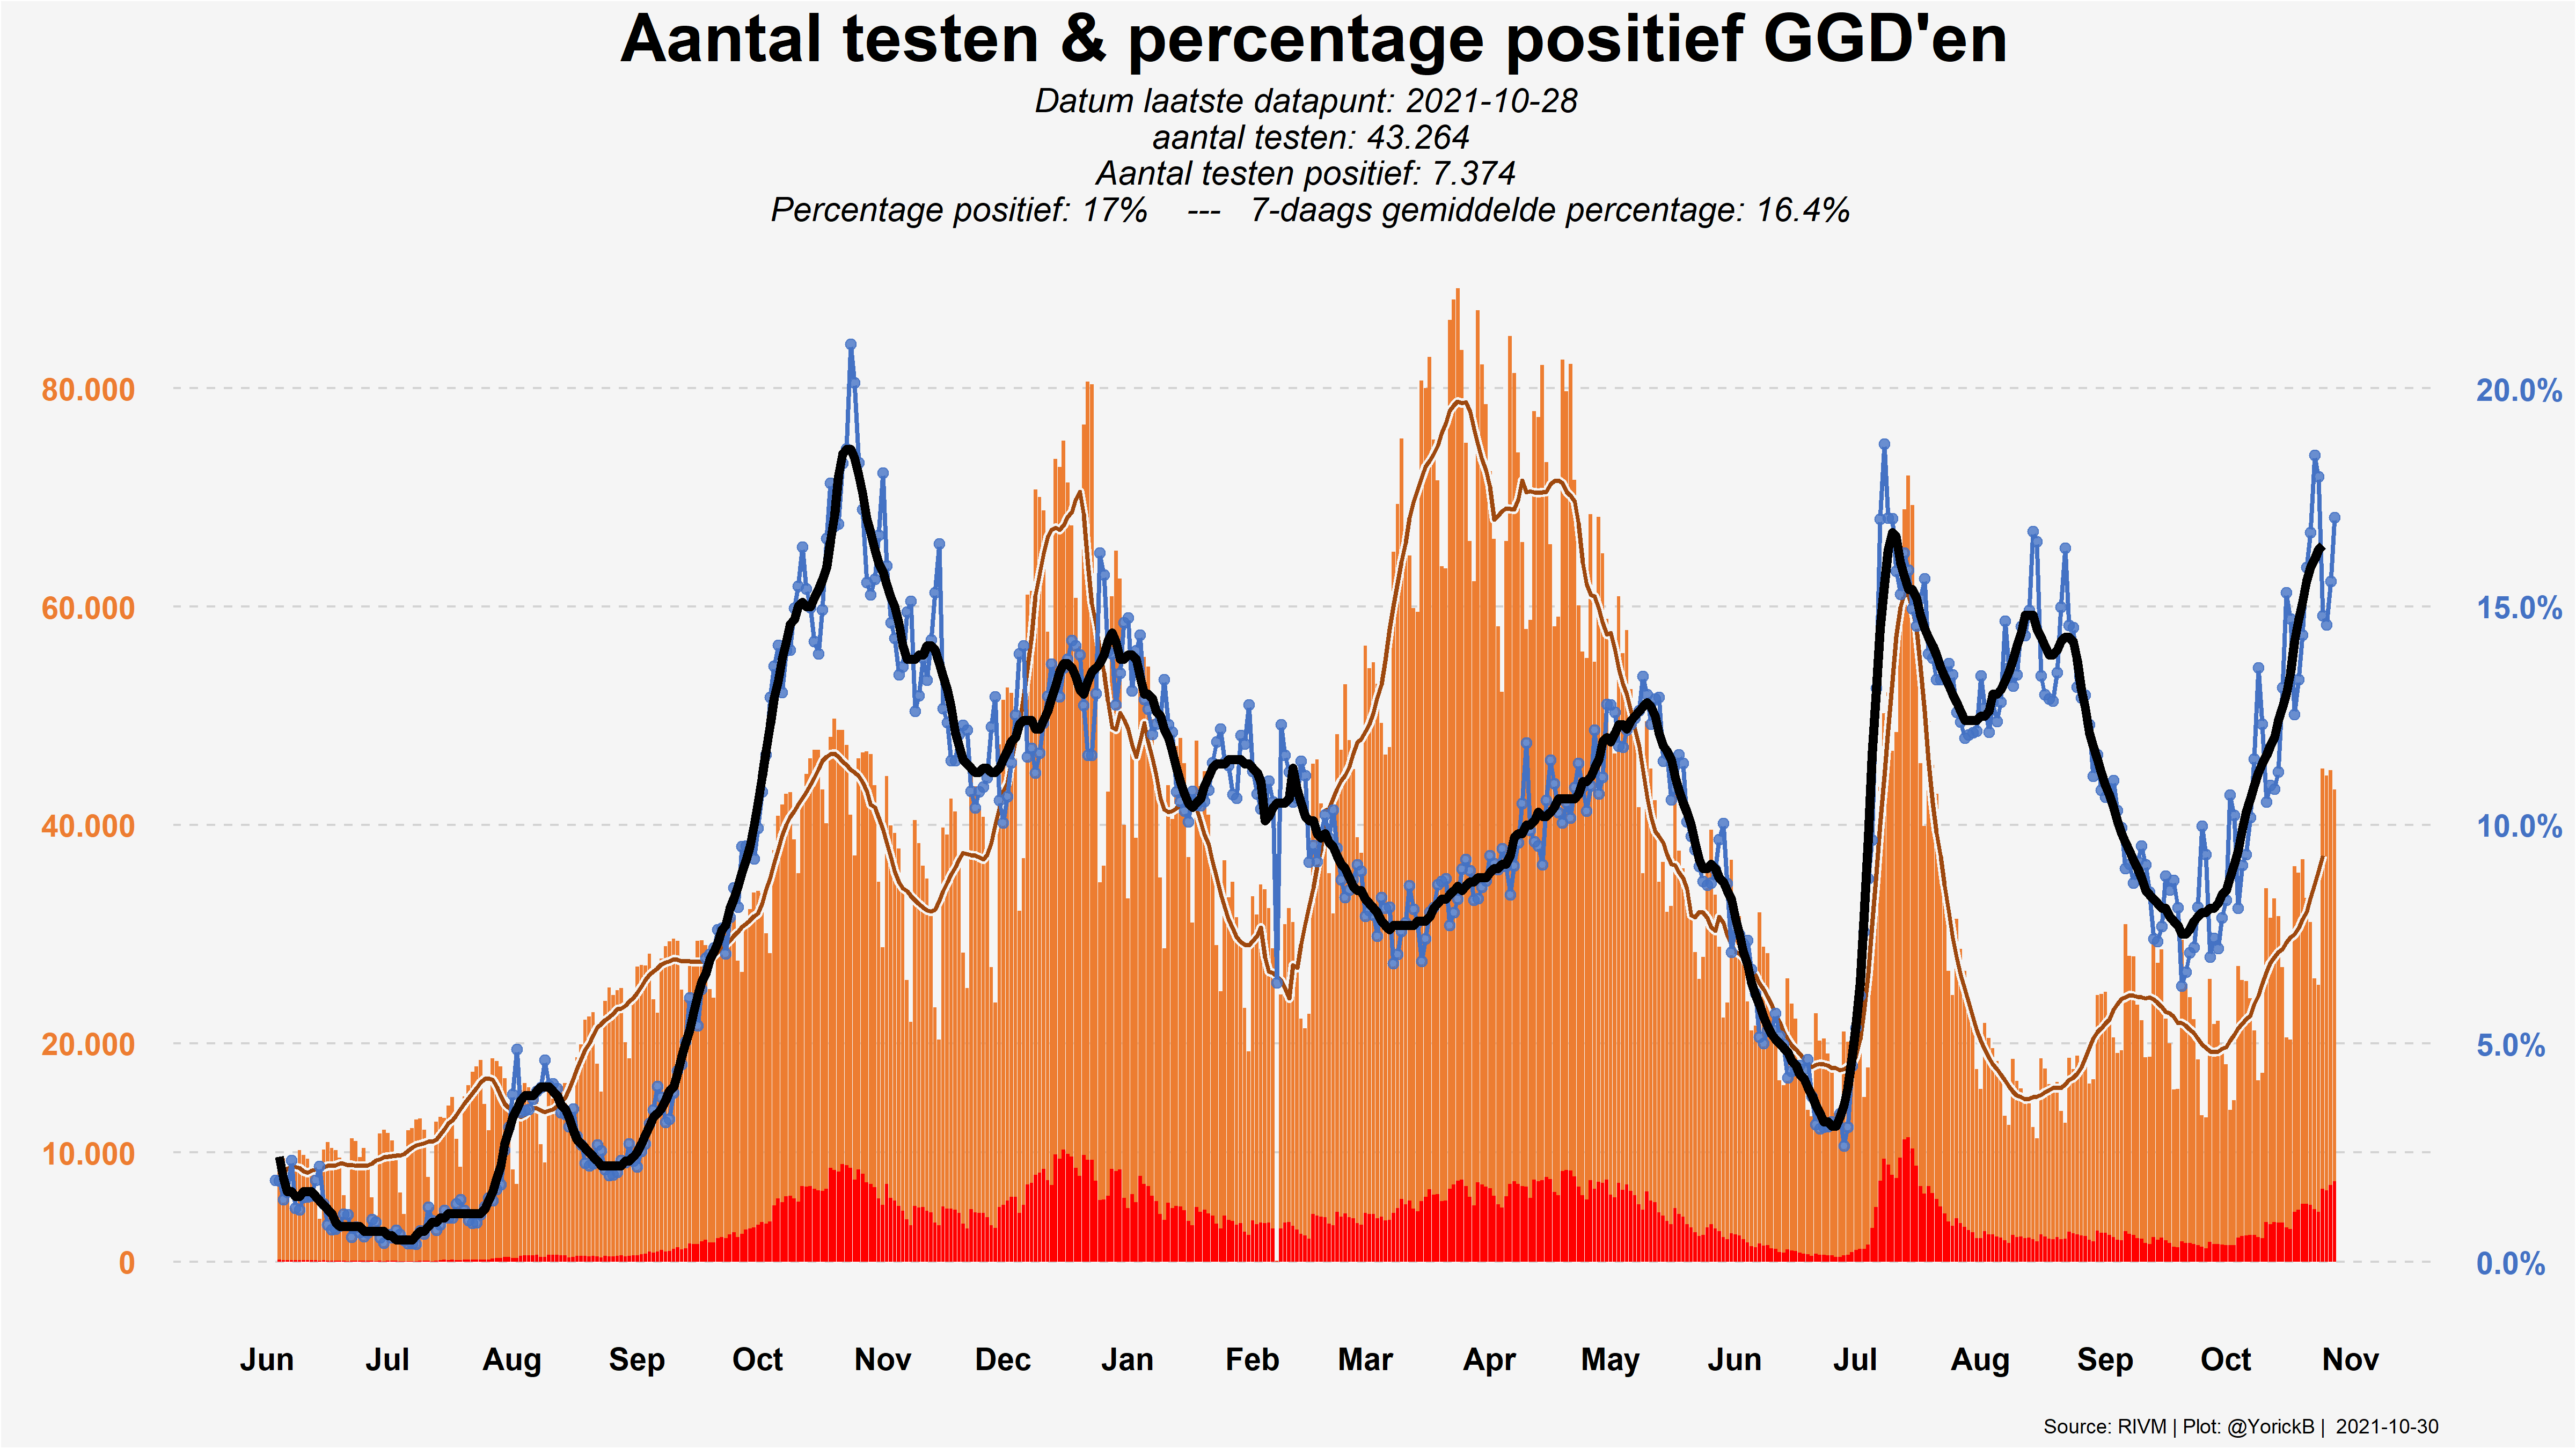 Aantal testen & percentage positief GGD'en
Datum laatste datapunt: 2021-10-28
aantal testen: 43.264
Aantal testen positief: 7.374
Percentage positief: 17% --- 7-daags gemiddelde percentage: 16.4%
80.000 20.0%
60.000 15.0%
40.000 10.0%
20.000 5.0%
10.000
0 0.0%
Jun Jul Aug Sep Oct Nov Dec Jan Feb Mar Apr May Jun Jul Aug Sep Oct Nov
Source: RIVM | Plot: @YorickB | 2021-10-30